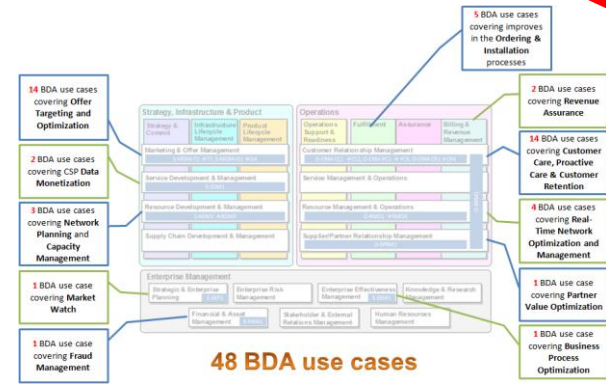 5 BDA use cases
covering improves
in the Ordering &
Installation
processes
14 BDA use cases
covering Offer
Targeting and
Optimization
2 BDA use cases
covering CSP Data
Monetization
3 BDA use cases
covering Network
Planning and
Capacity
Management
1 BDA use case
covering Market
Watch
1 BDA use case
covering Fraud
Management
Strategy, Infrastructure & Product
Strategy &
Commit
Infrastructure
Lifecycle
Management
Product
Lifecycle
Management
Marketing & Offer Management
Service Development & Management
Resource Development & Management
Supply Chain Development & Management
Operations
Operations
Support &
Readiness
Fulfillment
Assurance
Billing &
Revenue
Management
Customer Relationship Management
Service Management & Operations
Resource Management & Operations
Supplier/Partner Relationship Management
Enterprise Management
Strategic & Enterprise
Planning
Enterprise Risk
Management
Enterprise Effectiveness
Management
Knowledge & Research
Management
Financial & Asset
Management
Stakeholder & External
Relations Management
Human Resources
Management
2 BDA use cases
covering Revenue
Assurance
14 BDA use cases
covering Customer
Care, Proactive
Care & Customer
Retention
4 BDA use cases
covering Real-
Time Network
Optimization and
Management
1 BDA use case
covering Partner
Value Optimization
1 BDA use case
covering Business
Process
Optimization
48 BDA use cases